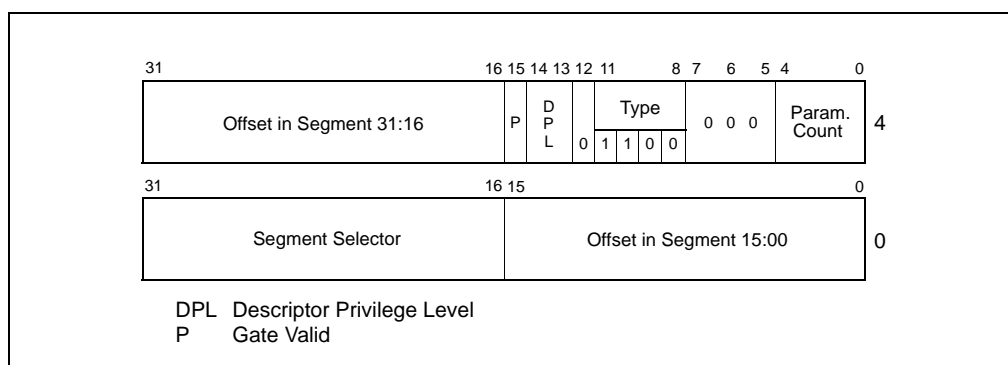 31 16 15 14 13 12 11 8 7 6 5 4 0
Offset in Segment 31:16 P D P L 0 Type 1 1 0 0 0 0 0 Param. Count 4
31 16 15 0
Segment Selector Offset in Segment 15:00 0
DPL Descriptor Privilege Level
P Gate Valid